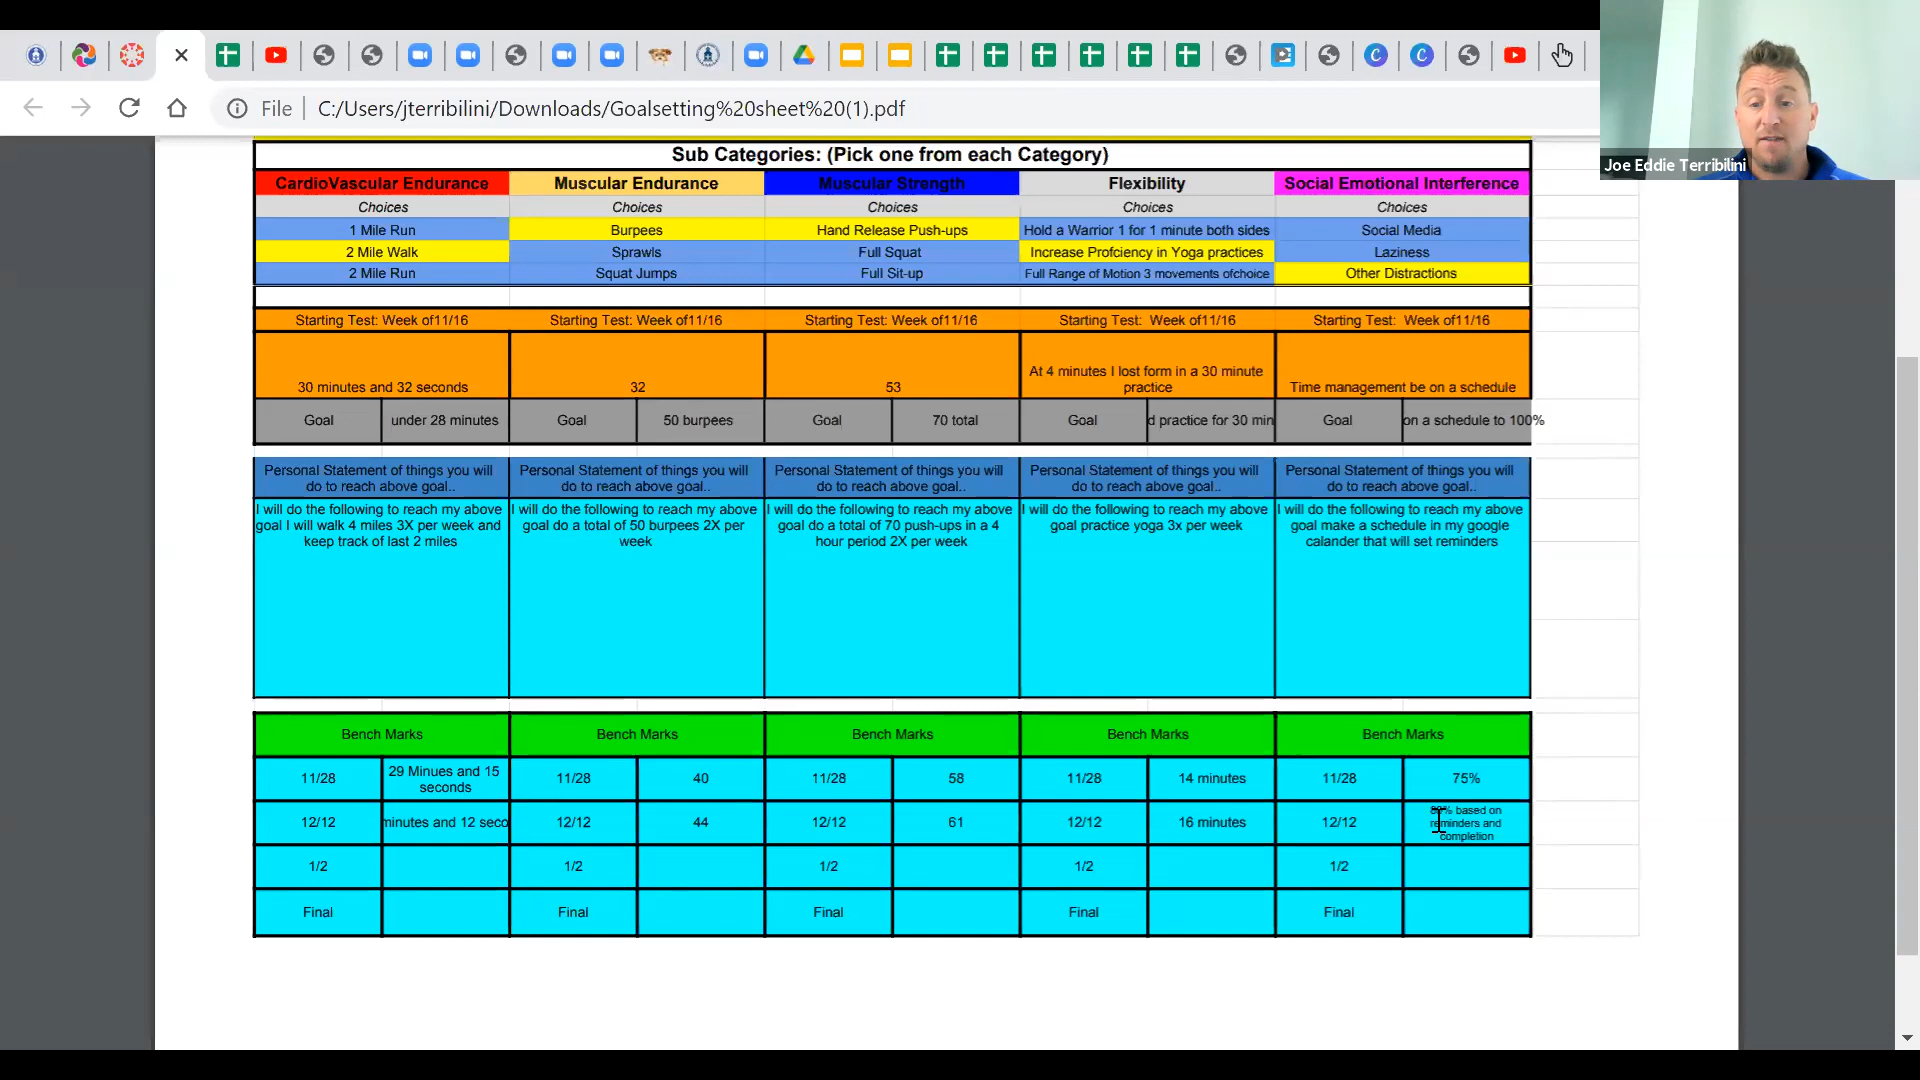 File C:/Users/jterribilini/Downloads/Goalsetting%20sheet%20(1).pdf
Joe Eddie Terribilini
Sub Categories: (Pick one from each Category)
CardioVascular Endurance Muscular Endurance Muscular Strength Flexibility Social Emotional Interference
Choices Choices Choices Choices Choices
1 Mile Run Burpees Hand Release Push-ups Hold a Warrior 1 for 1 minute both sides Social Media
2 Mile Walk Sprawls Full Squat Increase Profciency in Yoga practices Laziness
2 Mile Run Squat Jumps Full Sit-up Full Range of Motion 3 movements ofchoice Other Distractions
Starting Test: Week of11/16 Starting Test: Week of11/16 Starting Test: Week of11/16 Starting Test: Week of11/16 Starting Test: Week of11/16
30 minutes and 32 seconds 32 53 At 4 minutes I lost form in a 30 minute
practice Time management be on a schedule
Goal under 28 minutes Goal 50 burpees Goal 70 total Goal d practice for 30 min Goal on a schedule to 100%
Personal Statement of things you will
do to reach above goal..
Personal Statement of things you will
do to reach above goal..
Personal Statement of things you will
do to reach above goal..
Personal Statement of things you will
do to reach above goal..
Personal Statement of things you will
do to reach above goal..
I will do the following to reach my above
goal I will walk 4 miles 3X per week and
keep track of last 2 miles
I will do the following to reach my above
goal do a total of 50 burpees 2X per
week
I will do the following to reach my above
goal do a total of 70 push-ups in a 4
hour period 2X per week
I will do the following to reach my above
goal practice yoga 3x per week
I will do the following to reach my above
goal make a schedule in my google
calander that will set reminders
Bench Marks Bench Marks Bench Marks Bench Marks Bench Marks
11/28 29 Minues and 15
seconds 11/28 40 11/28 58 11/28 14 minutes 11/28 75%
12/12 minutes and 12 seco 12/12 44 12/12 61 12/12 16 minutes 12/12 based on
reminders and
completion
1/2 1/2 1/2 1/2 1/2
Final Final Final Final Final